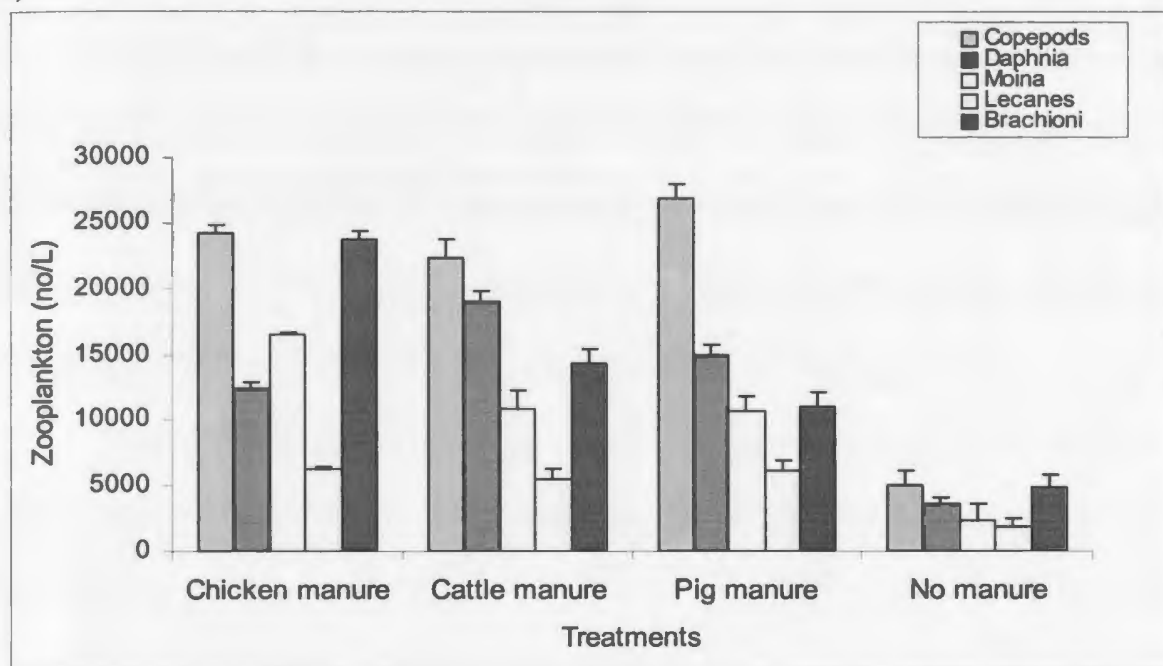 Copepods
Daphnia
Moina
Lecanes
Brachioni
30000
25000
20000
15000
10000
5000
0
Zooplankton (no/L)
Chicken manure Cattle manure Pig manure No manure
Treatments